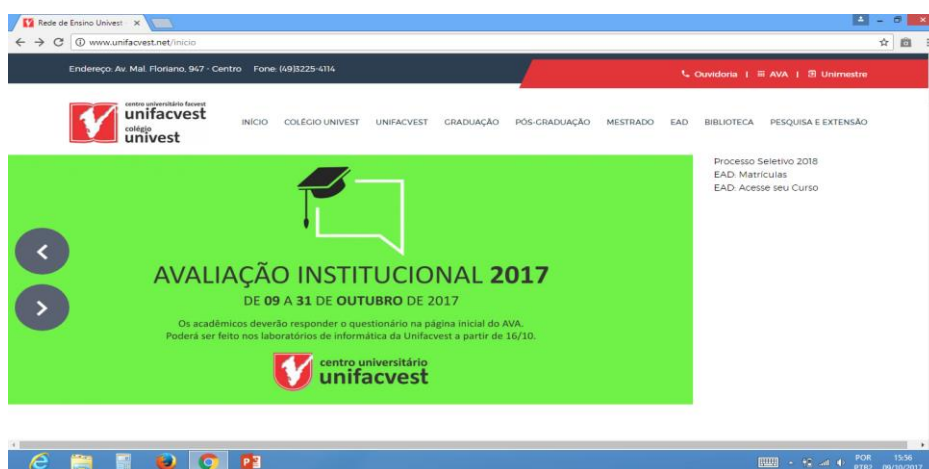 Rede de Ensino Univest
www.unifacvest.net/inicio
Endereço: Av. Mal. Floriano, 947 - Centro Fone: (49)3225-4114
Ouvidoria | AVA | Unimestre
centro universitário facvest
unifacvest
colégio
univest
INÍCIO COLÉGIO UNIVEST UNIFACVEST GRADUAÇÃO PÓS-GRADUAÇÃO MESTRADO EAD BIBLIOTECA PESQUISA E EXTENSÃO
Processo Seletivo 2018
EAD: Matrículas
EAD: Acesse seu Curso
AVALIAÇÃO INSTITUCIONAL 2017
DE 09 A 31 DE OUTUBRO DE 2017
Os acadêmicos deverão responder o questionário na página inicial do AVA.
Poderá ser feito nos laboratórios de informática da Unifacvest a partir de 16/10.
centro universitário
unifacvest
POR 15:56
PTB2 09/10/2017